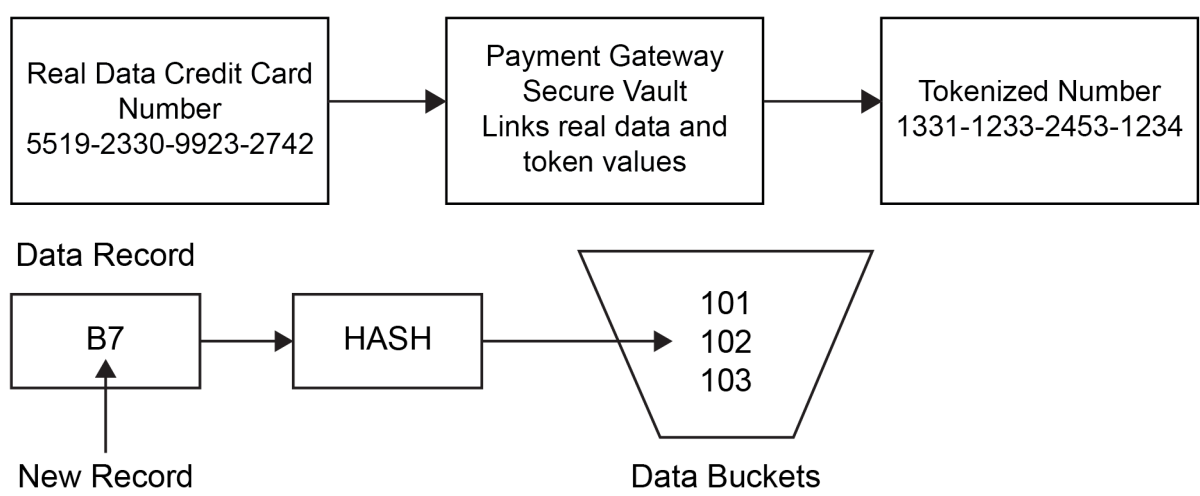 Real Data Credit Card
Number
5519-2330-9923-2742
Payment Gateway
Secure Vault
Links real data and
token values
Tokenized Number
1331-1233-2453-1234
Data Record
B7
HASH
101
102
103
New Record
Data Buckets